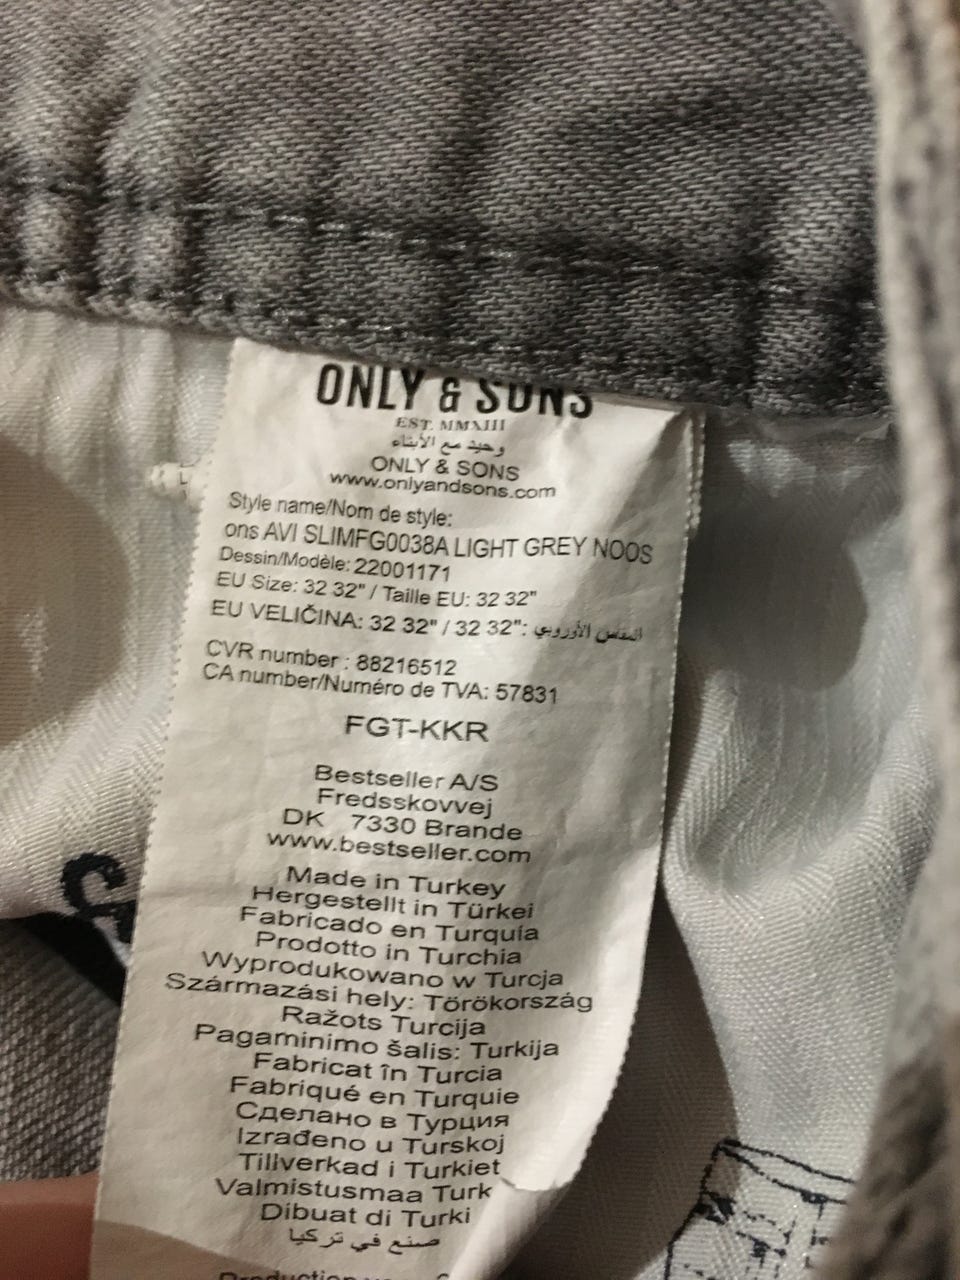 ONLY & SONS
EST. MMXIII
وحيد مع الأبناء
ONLY & SONS
www.onlyandsons.com
Style name/Nom de style:
ons AVI SLIMFG0038A LIGHT GREY NOOS
Dessin/Modèle: 22001171
EU Size: 32 32" / Taille EU: 32 32"
EU VELIČINA: 32 32" / 32 32": المقاس الأوروبي
CVR number : 88216512
CA number/Numéro de TVA: 57831
FGT-KKR
Bestseller A/S
Fredsskovvej
DK 7330 Brande
www.bestseller.com
Made in Turkey
Hergestellt in Türkei
Fabricado en Turquía
Prodotto in Turchia
Wyprodukowano w Turcja
Származási hely: Törökország
Ražots Turcija
Pagaminimo šalis: Turkija
Fabricat în Turcia
Fabriqué en Turquie
Сделано в Турция
Izrađeno u Turskoj
Tillverkad i Turkiet
Valmistusmaa Turk
Dibuat di Turki
صنع في تركيا
Production